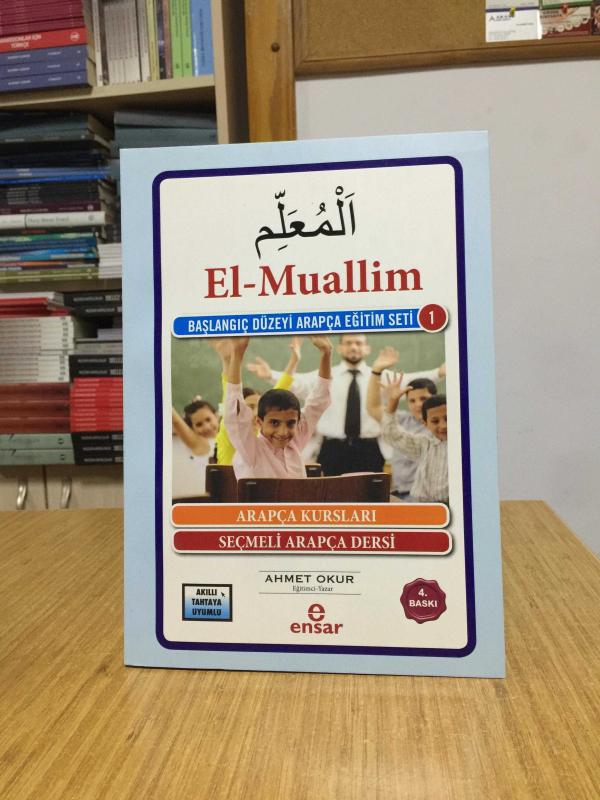 اَلْمُعَلِّم
El-Muallim
BAŞLANGIÇ DÜZEYİ ARAPÇA EĞİTİM SETİ 1
ARAPÇA KURSLARI
SEÇMELİ ARAPÇA DERSİ
AHMET OKUR
Eğitimci-Yazar
AKILLI
TAHTAYA
UYUMLU
ensar
4.
BASKI